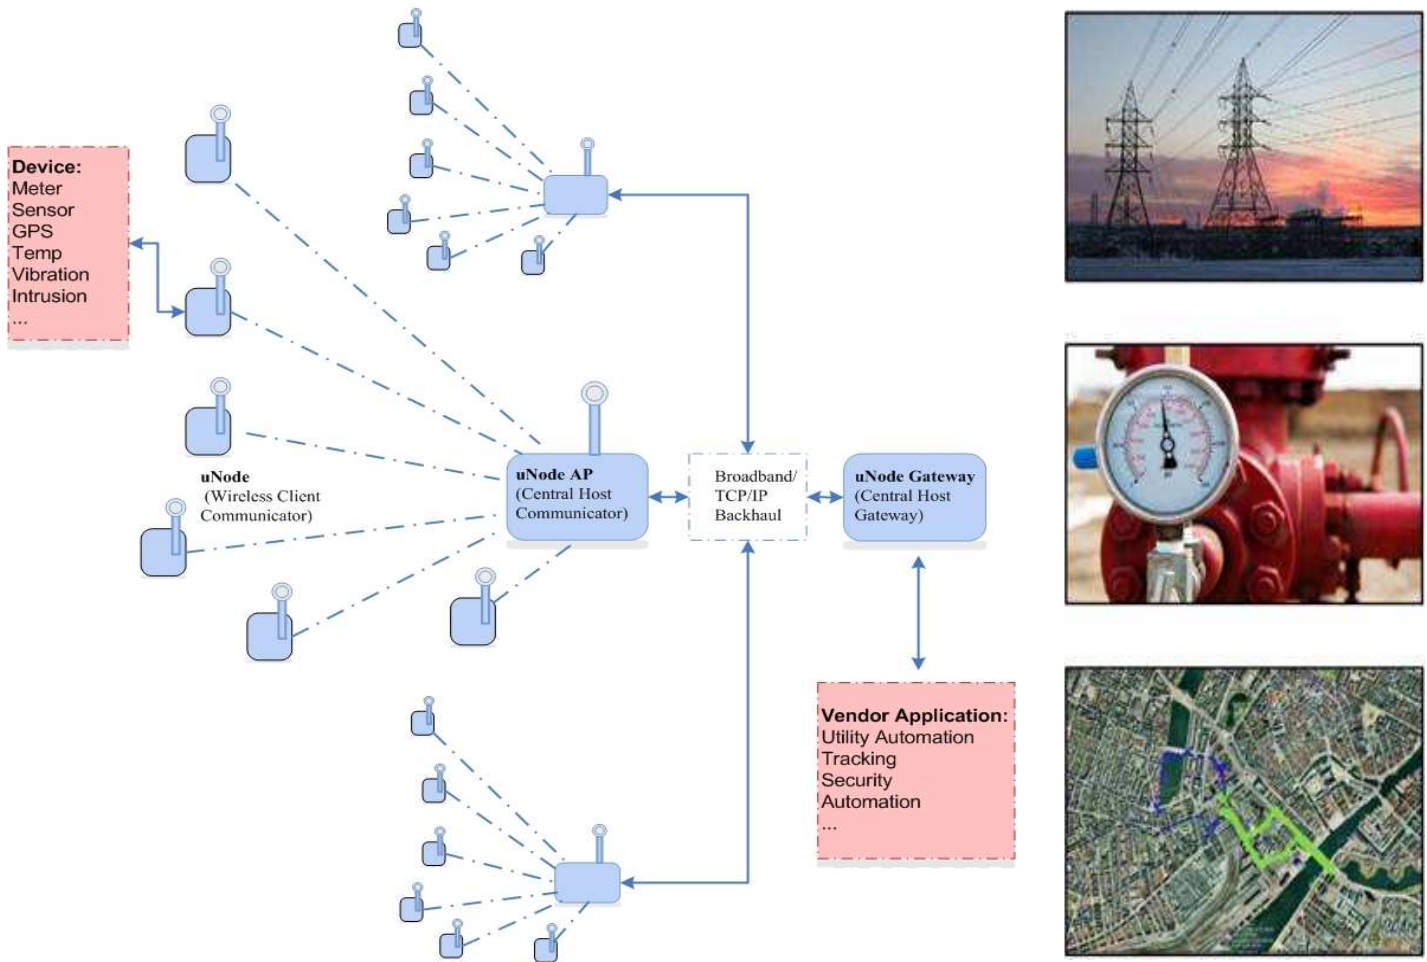 Device:
Meter
Sensor
GPS
Temp
Vibration
Intrusion
...
uNode
(Wireless Client
Communicator)
uNode AP
(Central Host
Communicator)
Broadband/
TCP/IP
Backhaul
uNode Gateway
(Central Host
Gateway)
Vendor Application:
Utility Automation
Tracking
Security
Automation
...